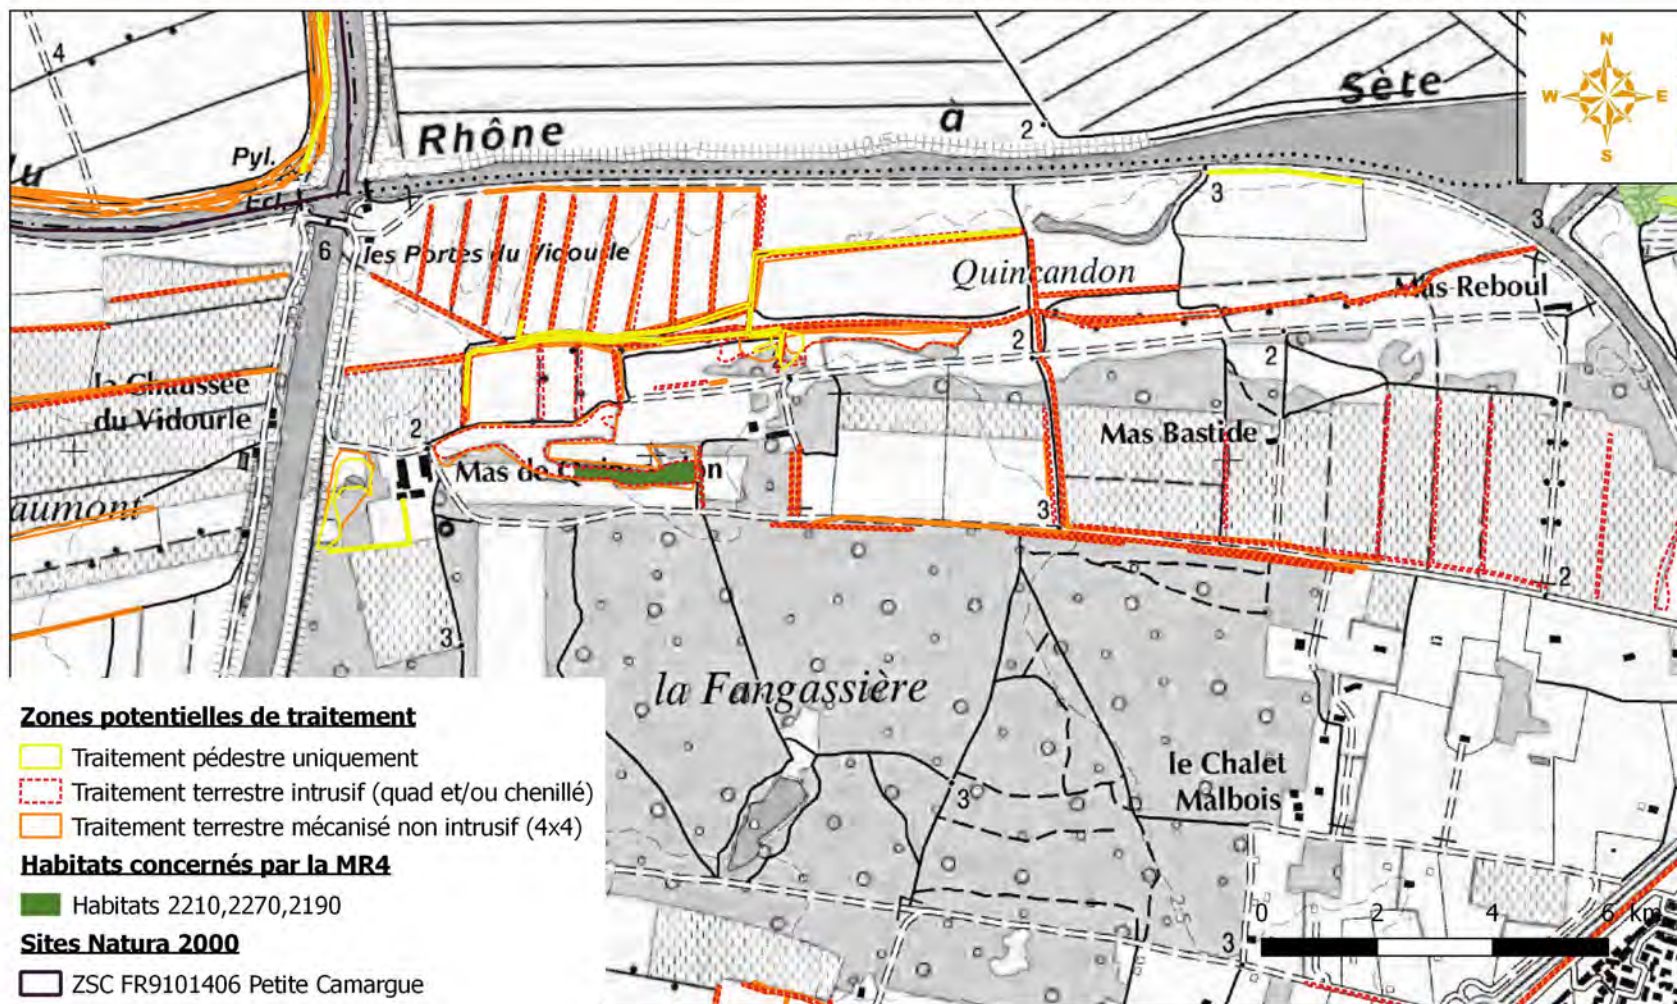 N
W E
S
4
Rhône à Sète
2
Pyl.
Ecl.
3
3
6
les Portes du Vidourle
Quincandon
Mas Reboul
2
2
la Chaussée
du Vidourle
2
Mas Bastide
Mas de
aumont
3
2
3
la Fangassière
le Chalet
Malbois
3
2.5
3
0 2 4 6 km
Zones potentielles de traitement
Traitement pédestre uniquement
Traitement terrestre intrusif (quad et/ou chenillé)
Traitement terrestre mécanisé non intrusif (4x4)
Habitats concernés par la MR4
Habitats 2210,2270,2190
Sites Natura 2000
ZSC FR9101406 Petite Camargue